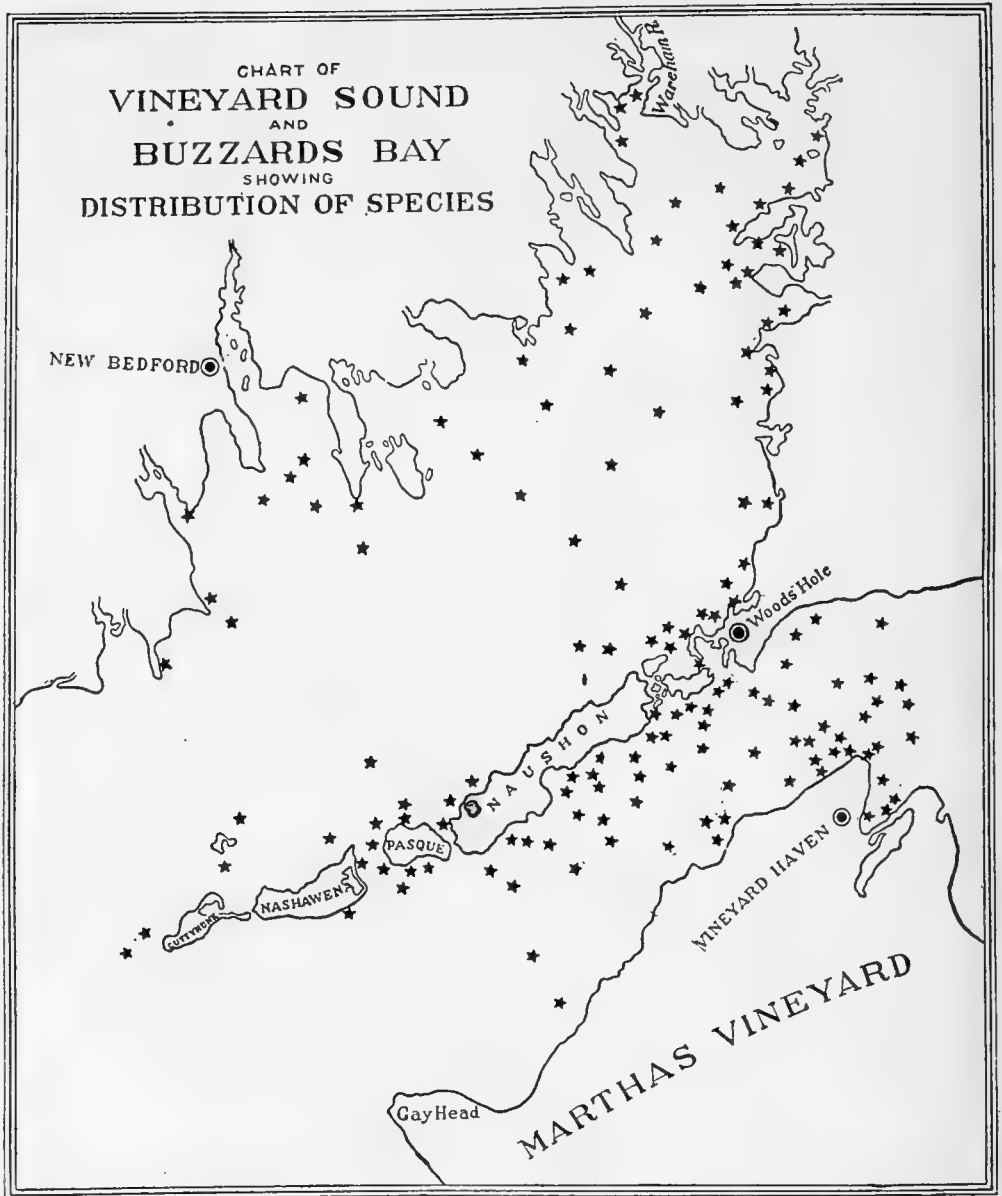 CHART OF
VINEYARD SOUND
AND
BUZZARDS BAY
SHOWING
DISTRIBUTION OF SPECIES
Wareham R.
NEW BEDFORD
Woods Hole
NAUSHON
PASQUE
NASHAWENA
CUTTYHUNK
VINEYARD HAVEN
MARTHAS VINEYARD
Gay Head